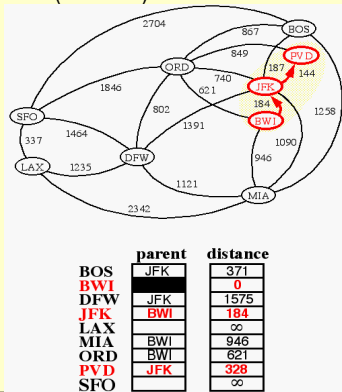 2704
BOS
867
PVD
ORD
849
187
144
740
JFK
1846
621
184
SFO
802
BWI
1258
1464
1391
337
1090
DFW
946
LAX
1235
1121
MIA
2342
parent distance
BOS JFK 371
BWI 0
DFW JFK 1575
JFK BWI 184
LAX ∞
MIA BWI 946
ORD BWI 621
PVD JFK 328
SFO ∞